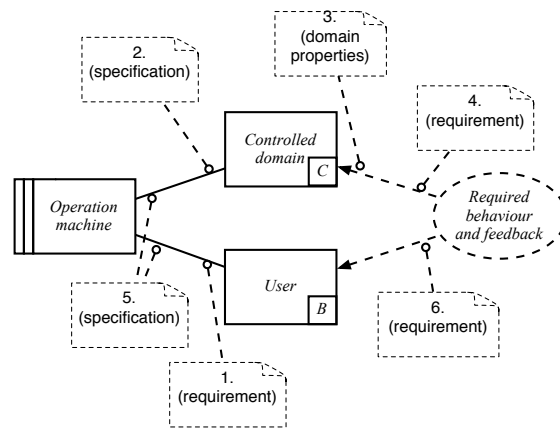 2.
(specification)
3.
(domain
properties)
4.
(requirement)
Controlled
domain
C
Operation
machine
Required
behaviour
and feedback
User
B
5.
(specification)
6.
(requirement)
1.
(requirement)